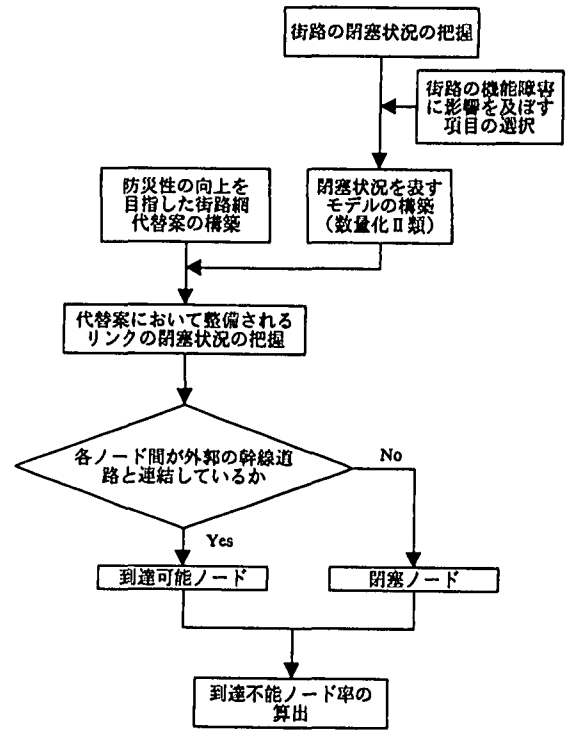 街路の閉塞状況の把握
街路の機能障害
に影響を及ぼす
項目の選択
防災性の向上を
目指した街路網
代替案の構築
閉塞状況を表す
モデルの構築
(数量化Ⅱ類)
代替案において整備される
リンクの閉塞状況の把握
各ノード間が外郭の幹線道
路と連結しているか
No
Yes
到達可能ノード
閉塞ノード
到達不能ノード率の
算出